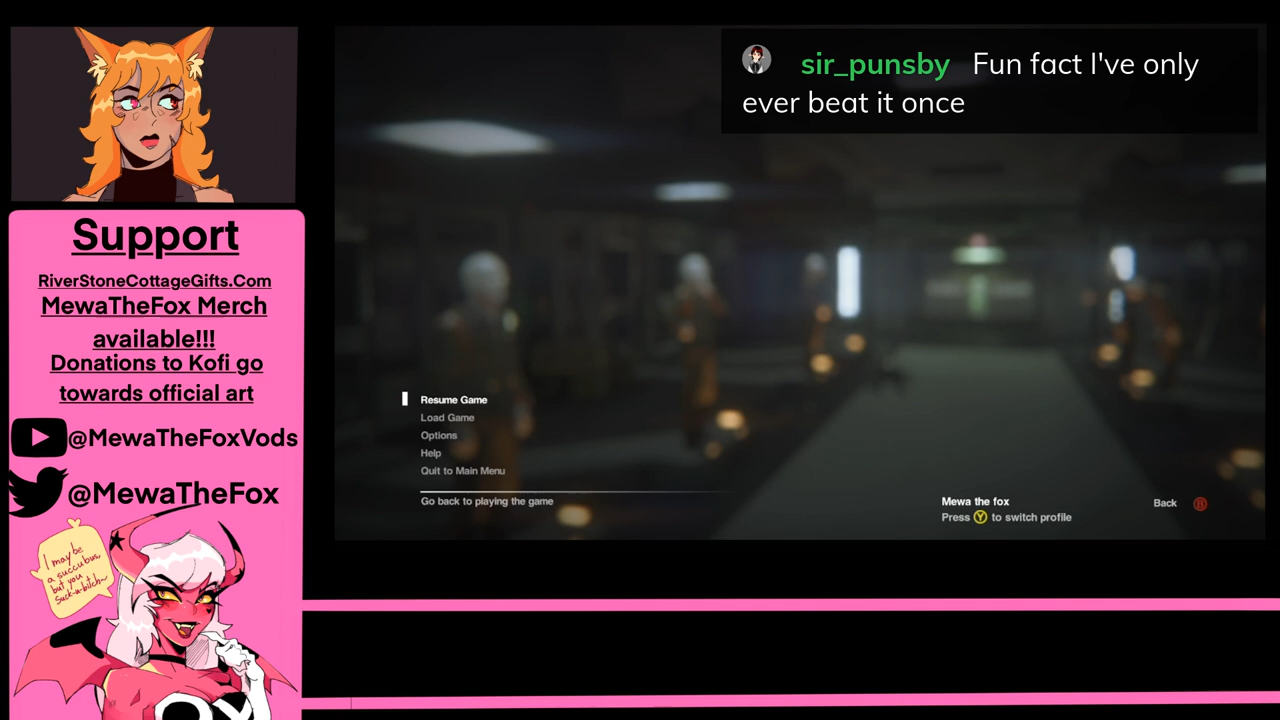 sir_punsby Fun fact I've only
ever beat it once
Support
RiverStoneCottageGifts.Com
MewaTheFox Merch
available!!!
Donations to Kofi go
towards official art
@MewaTheFoxVods
@MewaTheFox
I may be
a succubus,
but you
suck-a-bitch~
Resume Game
Load Game
Options
Help
Quit to Main Menu
Go back to playing the game
Mewa the fox
Press Y to switch profile
Back B